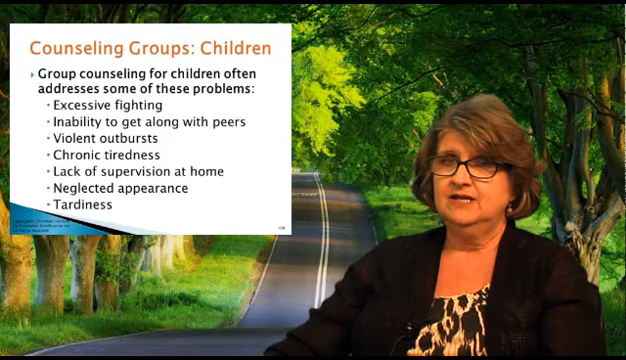 Counseling Groups: Children
Group counseling for children often
addresses some of these problems:
Excessive fighting
Inability to get along with peers
Violent outbursts
Chronic tiredness
Lack of supervision at home
Neglected appearance
Tardiness